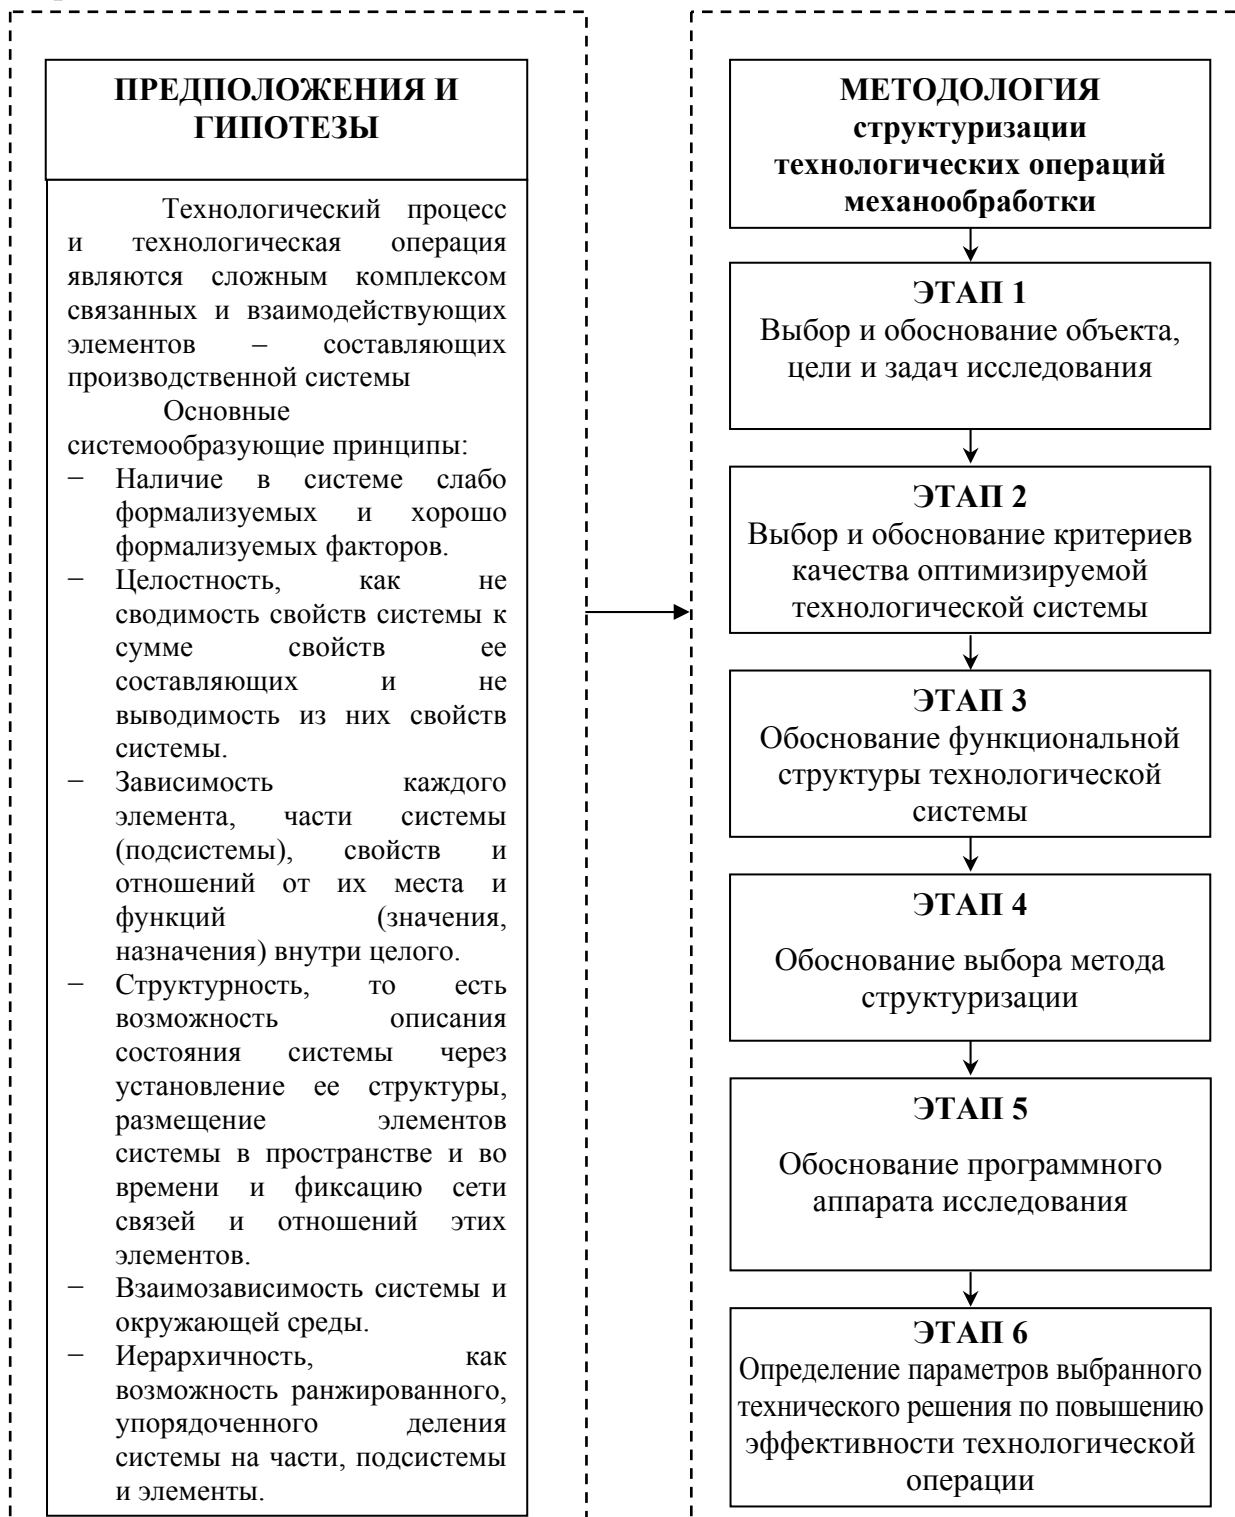 ПРЕДПОЛОЖЕНИЯ И
ГИПОТЕЗЫ
Технологический процесс
и технологическая операция
являются сложным комплексом
связанных и взаимодействующих
элементов – составляющих
производственной системы
Основные
системообразующие принципы:
− Наличие в системе слабо
формализуемых и хорошо
формализуемых факторов.
− Целостность, как не
сводимость свойств системы к
сумме свойств ее
составляющих и не
выводимость из них свойств
системы.
− Зависимость каждого
элемента, части системы
(подсистемы), свойств и
отношений от их места и
функций (значения,
назначения) внутри целого.
− Структурность, то есть
возможность описания
состояния системы через
установление ее структуры,
размещение элементов
системы в пространстве и во
времени и фиксацию сети
связей и отношений этих
элементов.
− Взаимозависимость системы и
окружающей среды.
− Иерархичность, как
возможность ранжированного,
упорядоченного деления
системы на части, подсистемы
и элементы.
МЕТОДОЛОГИЯ
структуризации
технологических операций
механообработки
ЭТАП 1
Выбор и обоснование объекта,
цели и задач исследования
ЭТАП 2
Выбор и обоснование критериев
качества оптимизируемой
технологической системы
ЭТАП 3
Обоснование функциональной
структуры технологической
системы
ЭТАП 4
Обоснование выбора метода
структуризации
ЭТАП 5
Обоснование программного
аппарата исследования
ЭТАП 6
Определение параметров выбранного
технического решения по повышению
эффективности технологической
операции